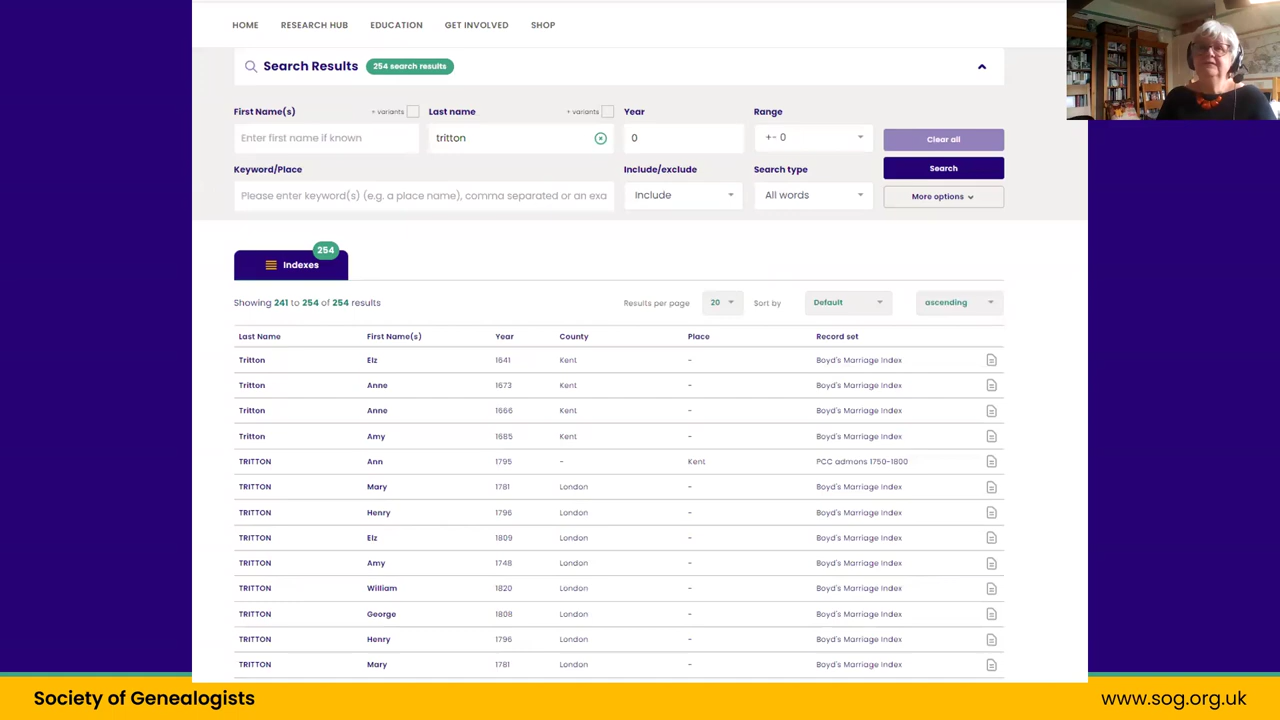 HOME RESEARCH HUB EDUCATION GET INVOLVED SHOP
Search Results 254 search results
First Name(s) + variants Last name + variants Year Range
Enter first name if known tritton 0 +- 0 Clear all
Keyword/Place Include/exclude Search type Search
Please enter keyword(s) (e.g. a place name), comma separated or an exa Include All words More options
254
Indexes
Showing 241 to 254 of 254 results Results per page 20 Sort by Default ascending
Last Name First Name(s) Year County Place Record set
Tritton Elz 1641 Kent - Boyd's Marriage Index
Tritton Anne 1673 Kent - Boyd's Marriage Index
Tritton Anne 1666 Kent - Boyd's Marriage Index
Tritton Amy 1685 Kent - Boyd's Marriage Index
TRITTON Ann 1795 - Kent PCC admons 1750-1800
TRITTON Mary 1781 London - Boyd's Marriage Index
TRITTON Henry 1796 London - Boyd's Marriage Index
TRITTON Elz 1809 London - Boyd's Marriage Index
TRITTON Amy 1748 London - Boyd's Marriage Index
TRITTON William 1820 London - Boyd's Marriage Index
TRITTON George 1808 London - Boyd's Marriage Index
TRITTON Henry 1796 London - Boyd's Marriage Index
TRITTON Mary 1781 London - Boyd's Marriage Index
Society of Genealogists www.sog.org.uk